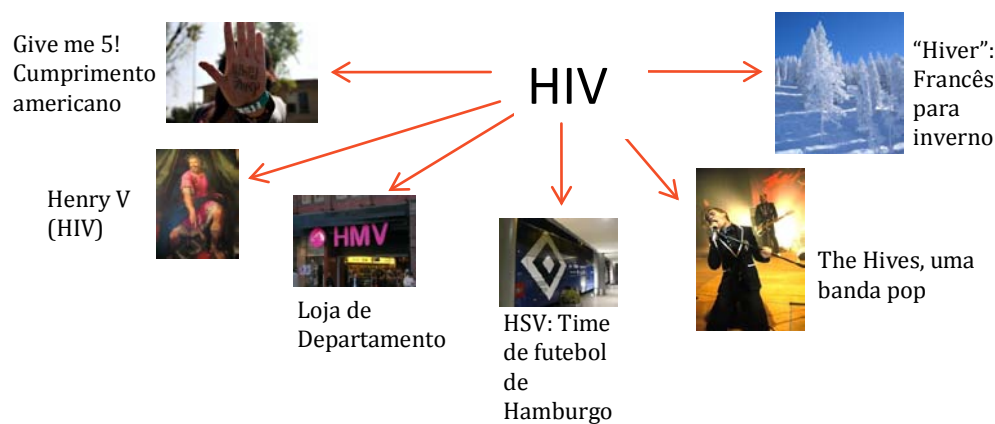 Give me 5!
Cumprimento
americano
HIV
“Hiver”:
Francês
para
inverno
Henry V
(HIV)
HMV
Loja de
Departamento
HSV: Time
de futebol
de
Hamburgo
The Hives, uma
banda pop